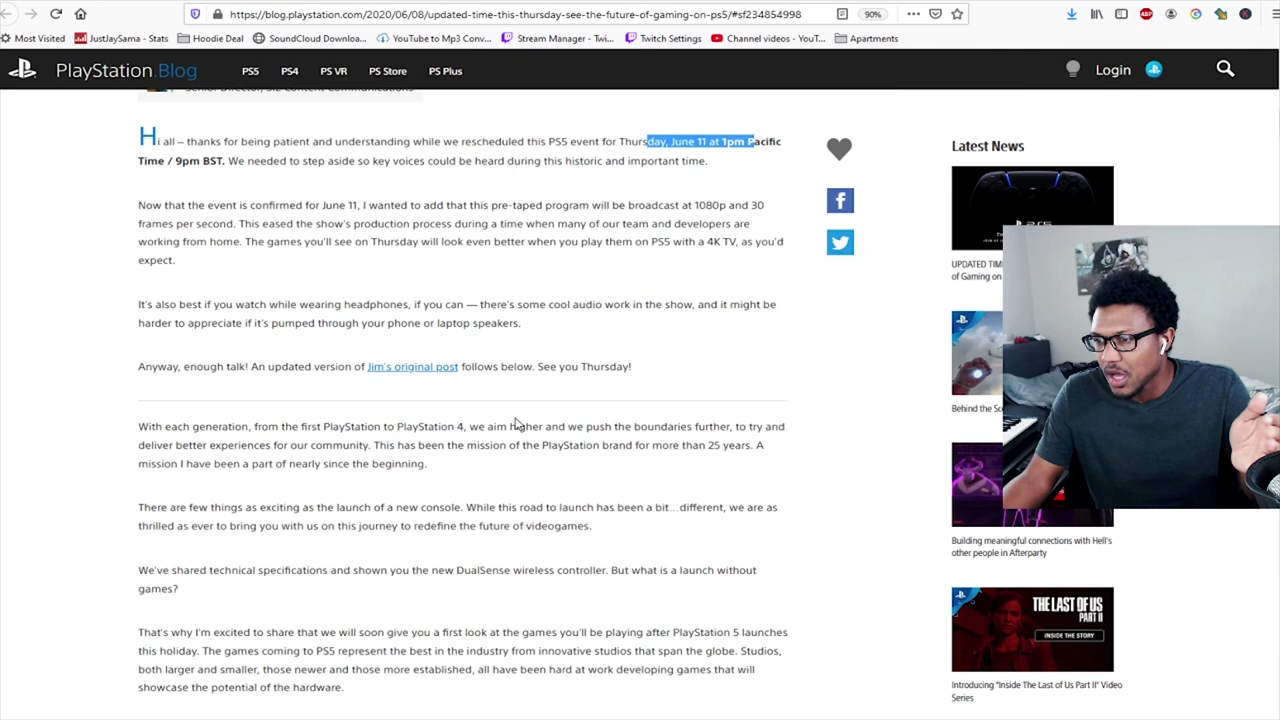 https://blog.playstation.com/2020/06/08/updated-time-this-thursday-see-the-future-of-gaming-on-ps5/#sf234854998
90%
Most Visited
JustJaySama - Stats
Hoodie Deal
SoundCloud Downloa...
YouTube to Mp3 Conv...
Stream Manager - Twi...
Twitch Settings
Channel videos - YouT...
Apartments
PlayStation.Blog
PS5
PS4
PS VR
PS Store
PS Plus
Login
Senior Director, SIE Content Communications
Hi all – thanks for being patient and understanding while we rescheduled this PS5 event for Thursday, June 11 at 1pm Pacific
Time / 9pm BST. We needed to step aside so key voices could be heard during this historic and important time.
Now that the event is confirmed for June 11, I wanted to add that this pre-taped program will be broadcast at 1080p and 30
frames per second. This eased the show's production process during a time when many of our team and developers are
working from home. The games you'll see on Thursday will look even better when you play them on PS5 with a 4K TV, as you'd
expect.
It's also best if you watch while wearing headphones, if you can — there's some cool audio work in the show, and it might be
harder to appreciate if it's pumped through your phone or laptop speakers.
Anyway, enough talk! An updated version of Jim's original post follows below. See you Thursday!
With each generation, from the first PlayStation to PlayStation 4, we aim higher and we push the boundaries further, to try and
deliver better experiences for our community. This has been the mission of the PlayStation brand for more than 25 years. A
mission I have been a part of nearly since the beginning.
There are few things as exciting as the launch of a new console. While this road to launch has been a bit…different, we are as
thrilled as ever to bring you with us on this journey to redefine the future of videogames.
We've shared technical specifications and shown you the new DualSense wireless controller. But what is a launch without
games?
That's why I'm excited to share that we will soon give you a first look at the games you'll be playing after PlayStation 5 launches
this holiday. The games coming to PS5 represent the best in the industry from innovative studios that span the globe. Studios,
both larger and smaller, those newer and those more established, all have been hard at work developing games that will
showcase the potential of the hardware.
Latest News
UPDATED TIM
of Gaming on
Behind the Sc
Building meaningful connections with Hell's
other people in Afterparty
THE LAST OF US
PART II
INSIDE THE STORY
Introducing "Inside The Last of Us Part II" Video
Series